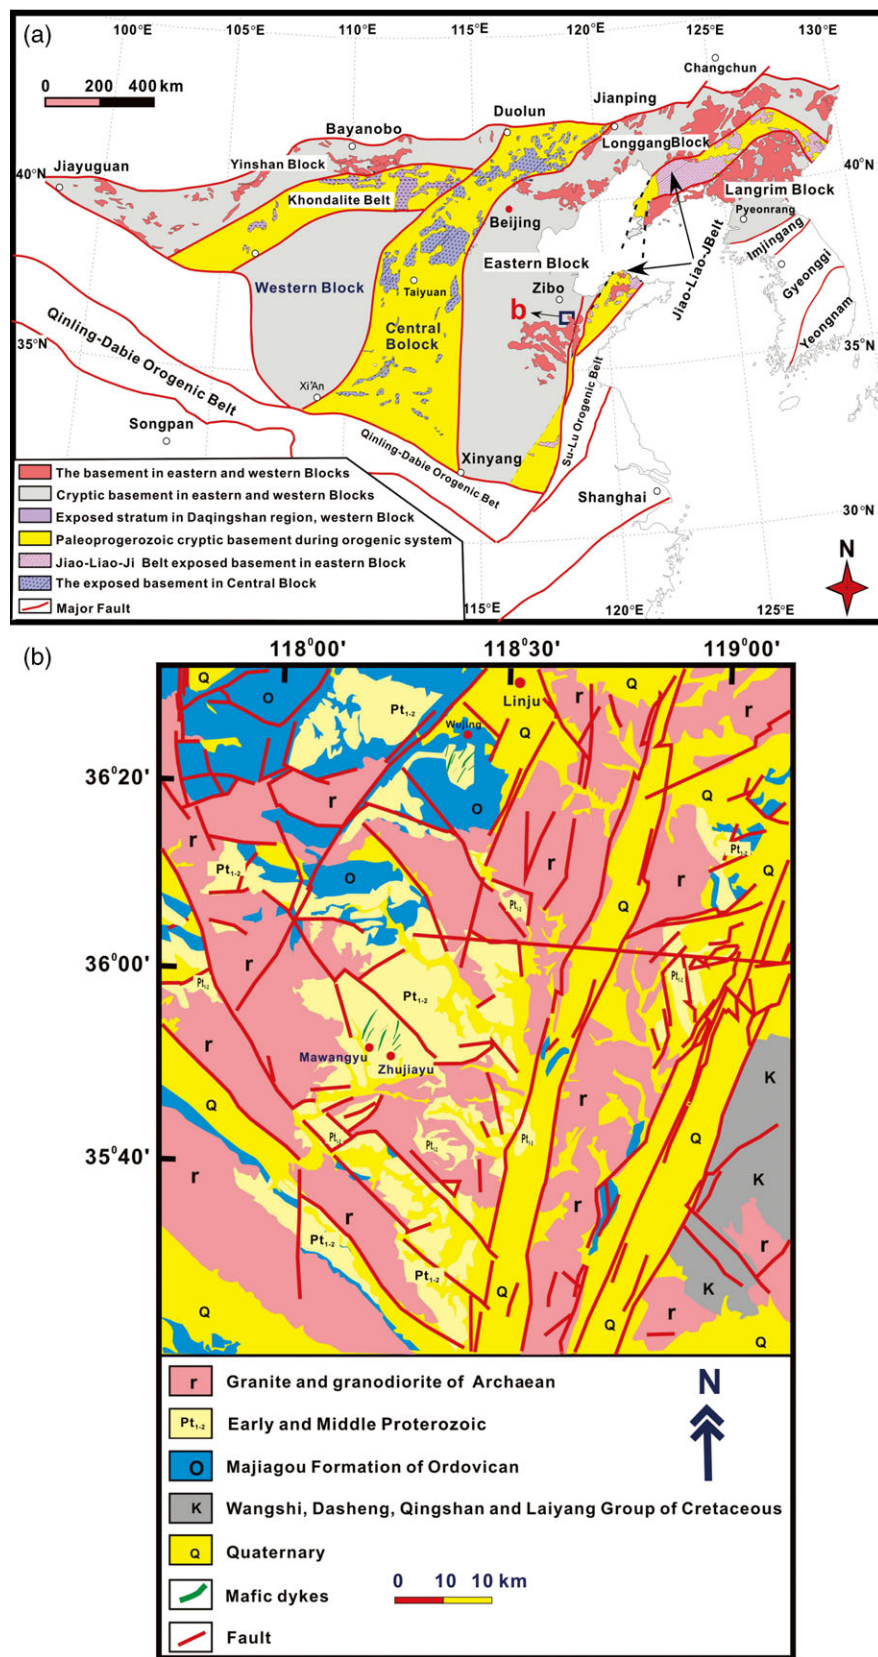 (a)
100°E
105°E
110°E
115°E
120°E
125°E
130°E
0 200 400 km
Changchun
Duolun
Jianping
Bayanobo
LonggangBlock
40°N
Jiayuguan
Yinshan Block
40°N
Khondalite Belt
Langrim Block
Beijing
Pyeonrang
Imjingang
Eastern Block
Gyeonggi
Western Block
Taiyuan
Zibo
Jiao-Liao-JBelt
b
Central
Bolock
Yeongnam
35°N
35°N
Qinling-Dabie Orogenic Belt
Xi'An
Su-Lu Orogenic Belt
Songpan
Qinling-Dabie Orogenic Bet
Xinyang
Shanghai
30°N
The basement in eastern and western Blocks
Cryptic basement in eastern and western Blocks
Exposed stratum in Daqingshan region, western Block
Paleoprogerozoic cryptic basement during orogenic system
Jiao-Liao-Ji Belt exposed basement in eastern Block
The exposed basement in Central Block
Major Fault
N
115°E
120°E
125°E
(b)
118°00'
118°30'
119°00'
Q
O
Pt1-2
Linju
r
Q
r
Wujing
Q
36°20'
r
O
Q
r
Pt1-2
O
r
r
Pt1-2
Q
Pt1-2
Q
36°00'
r
Pt1-2
Pt1-2
Pt1-2
r
Mawangyu
Zhujiayu
K
Q
r
Pt1-2
Pt1-2
Pt1-2
Q
35°40'
r
K
r
r
Pt1-2
r
Pt1-2
K
Q
Q
Q
r
Q
r Granite and granodiorite of Archaean
Pt1-2 Early and Middle Proterozoic
O Majiagou Formation of Ordovican
K Wangshi, Dasheng, Qingshan and Laiyang Group of Cretaceous
Q Quaternary
Mafic dykes
Fault
N
0 10 10 km